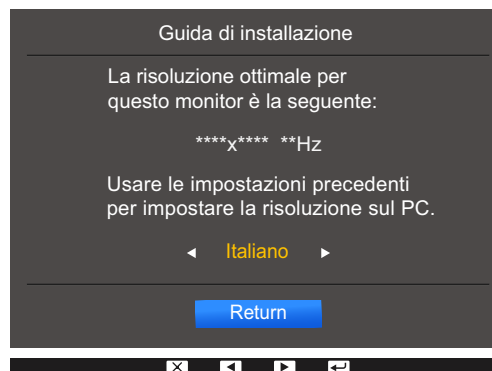 Guida di installazione
La risoluzione ottimale per
questo monitor è la seguente:
****x**** **Hz
Usare le impostazioni precedenti
per impostare la risoluzione sul PC.
Italiano
Return